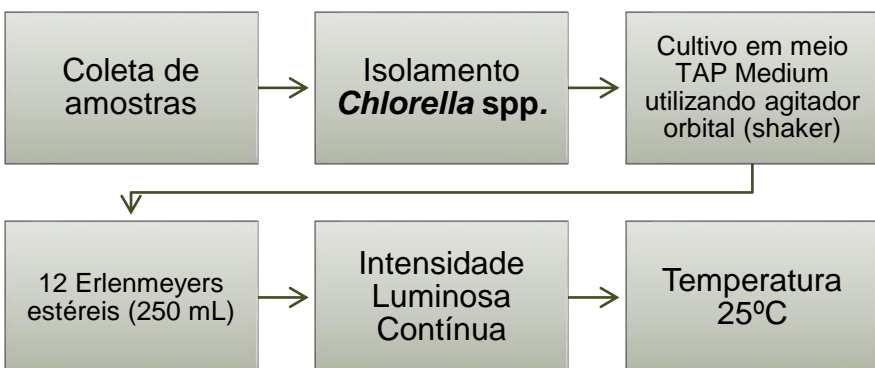 Coleta de
amostras
Isolamento
Chlorella spp.
Cultivo em meio
TAP Medium
utilizando agitador
orbital (shaker)
12 Erlenmeyers
estéreis (250 mL)
Intensidade
Luminosa
Contínua
Temperatura
25ºC